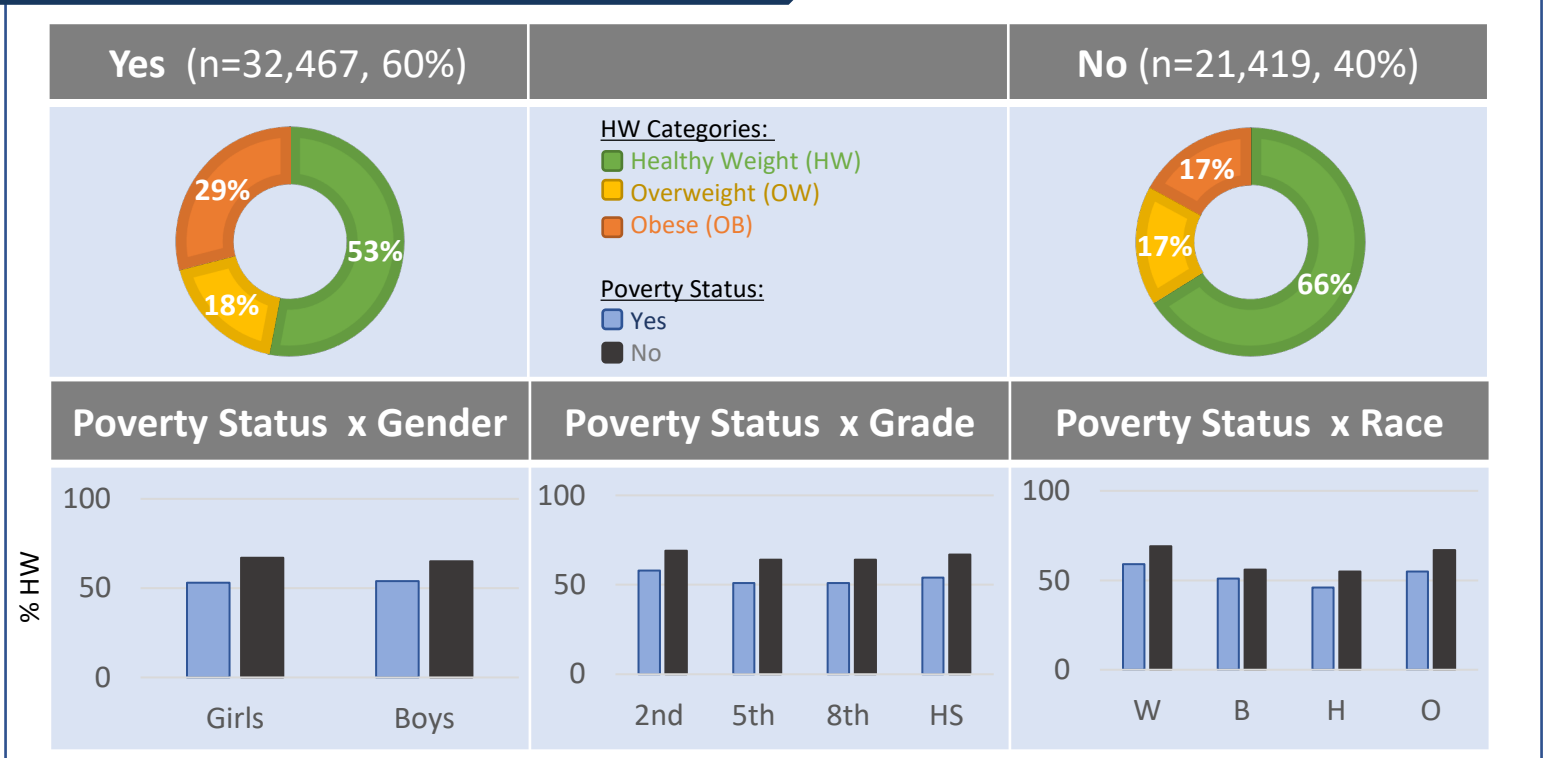 Yes (n=32,467, 60%)
No (n=21,419, 40%)
29%
53%
18%
HW Categories:
Healthy Weight (HW)
Overweight (OW)
Obese (OB)
Poverty Status:
Yes
No
17%
17%
66%
Poverty Status x Gender
Poverty Status x Grade
Poverty Status x Race
% HW
100
50
0
Girls Boys
100
50
0
2nd 5th 8th HS
100
50
0
W B H O